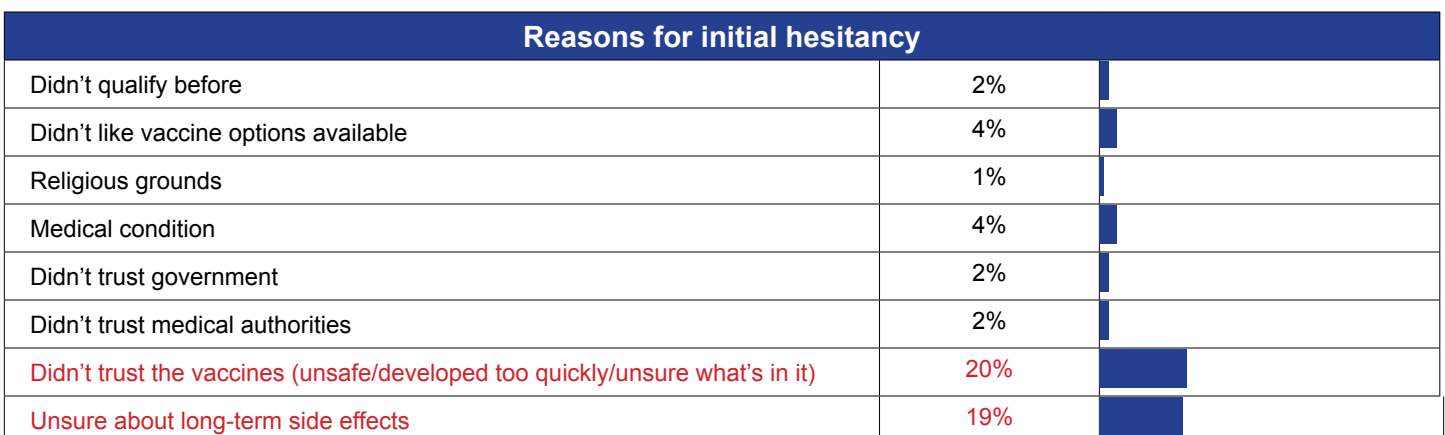 Reasons for initial hesitancy
Didn’t qualify before 2%
Didn’t like vaccine options available 4%
Religious grounds 1%
Medical condition 4%
Didn’t trust government 2%
Didn’t trust medical authorities 2%
Didn’t trust the vaccines (unsafe/developed too quickly/unsure what’s in it) 20%
Unsure about long-term side effects 19%